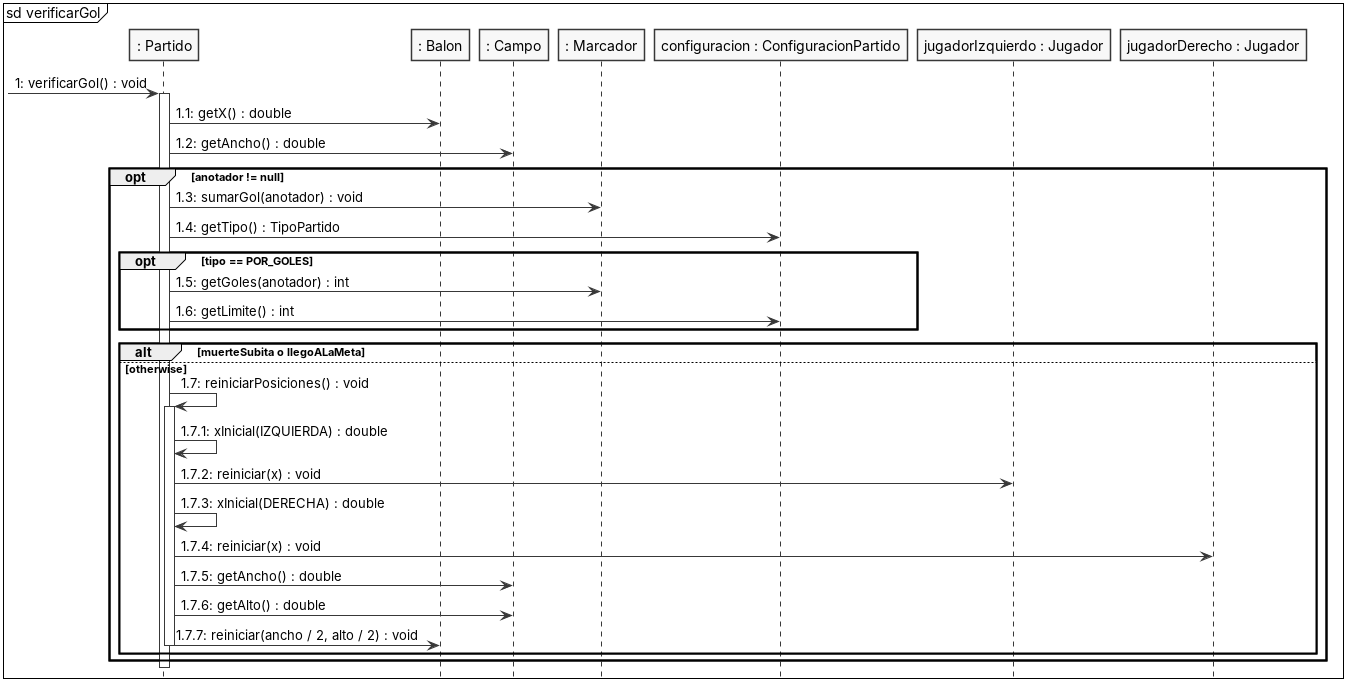 sd verificarGol
: Partido
: Balon
: Campo
: Marcador
configuracion : ConfiguracionPartido
jugadorIzquierdo : Jugador
jugadorDerecho : Jugador
1: verificarGol() : void
1.1: getX() : double
1.2: getAncho() : double
opt [anotador != null]
1.3: sumarGol(anotador) : void
1.4: getTipo() : TipoPartido
opt [tipo == POR_GOLES]
1.5: getGoles(anotador) : int
1.6: getLimite() : int
alt [muerteSubita o llegoALaMeta]
[otherwise]
1.7: reiniciarPosiciones() : void
1.7.1: xInicial(IZQUIERDA) : double
1.7.2: reiniciar(x) : void
1.7.3: xInicial(DERECHA) : double
1.7.4: reiniciar(x) : void
1.7.5: getAncho() : double
1.7.6: getAlto() : double
1.7.7: reiniciar(ancho / 2, alto / 2) : void